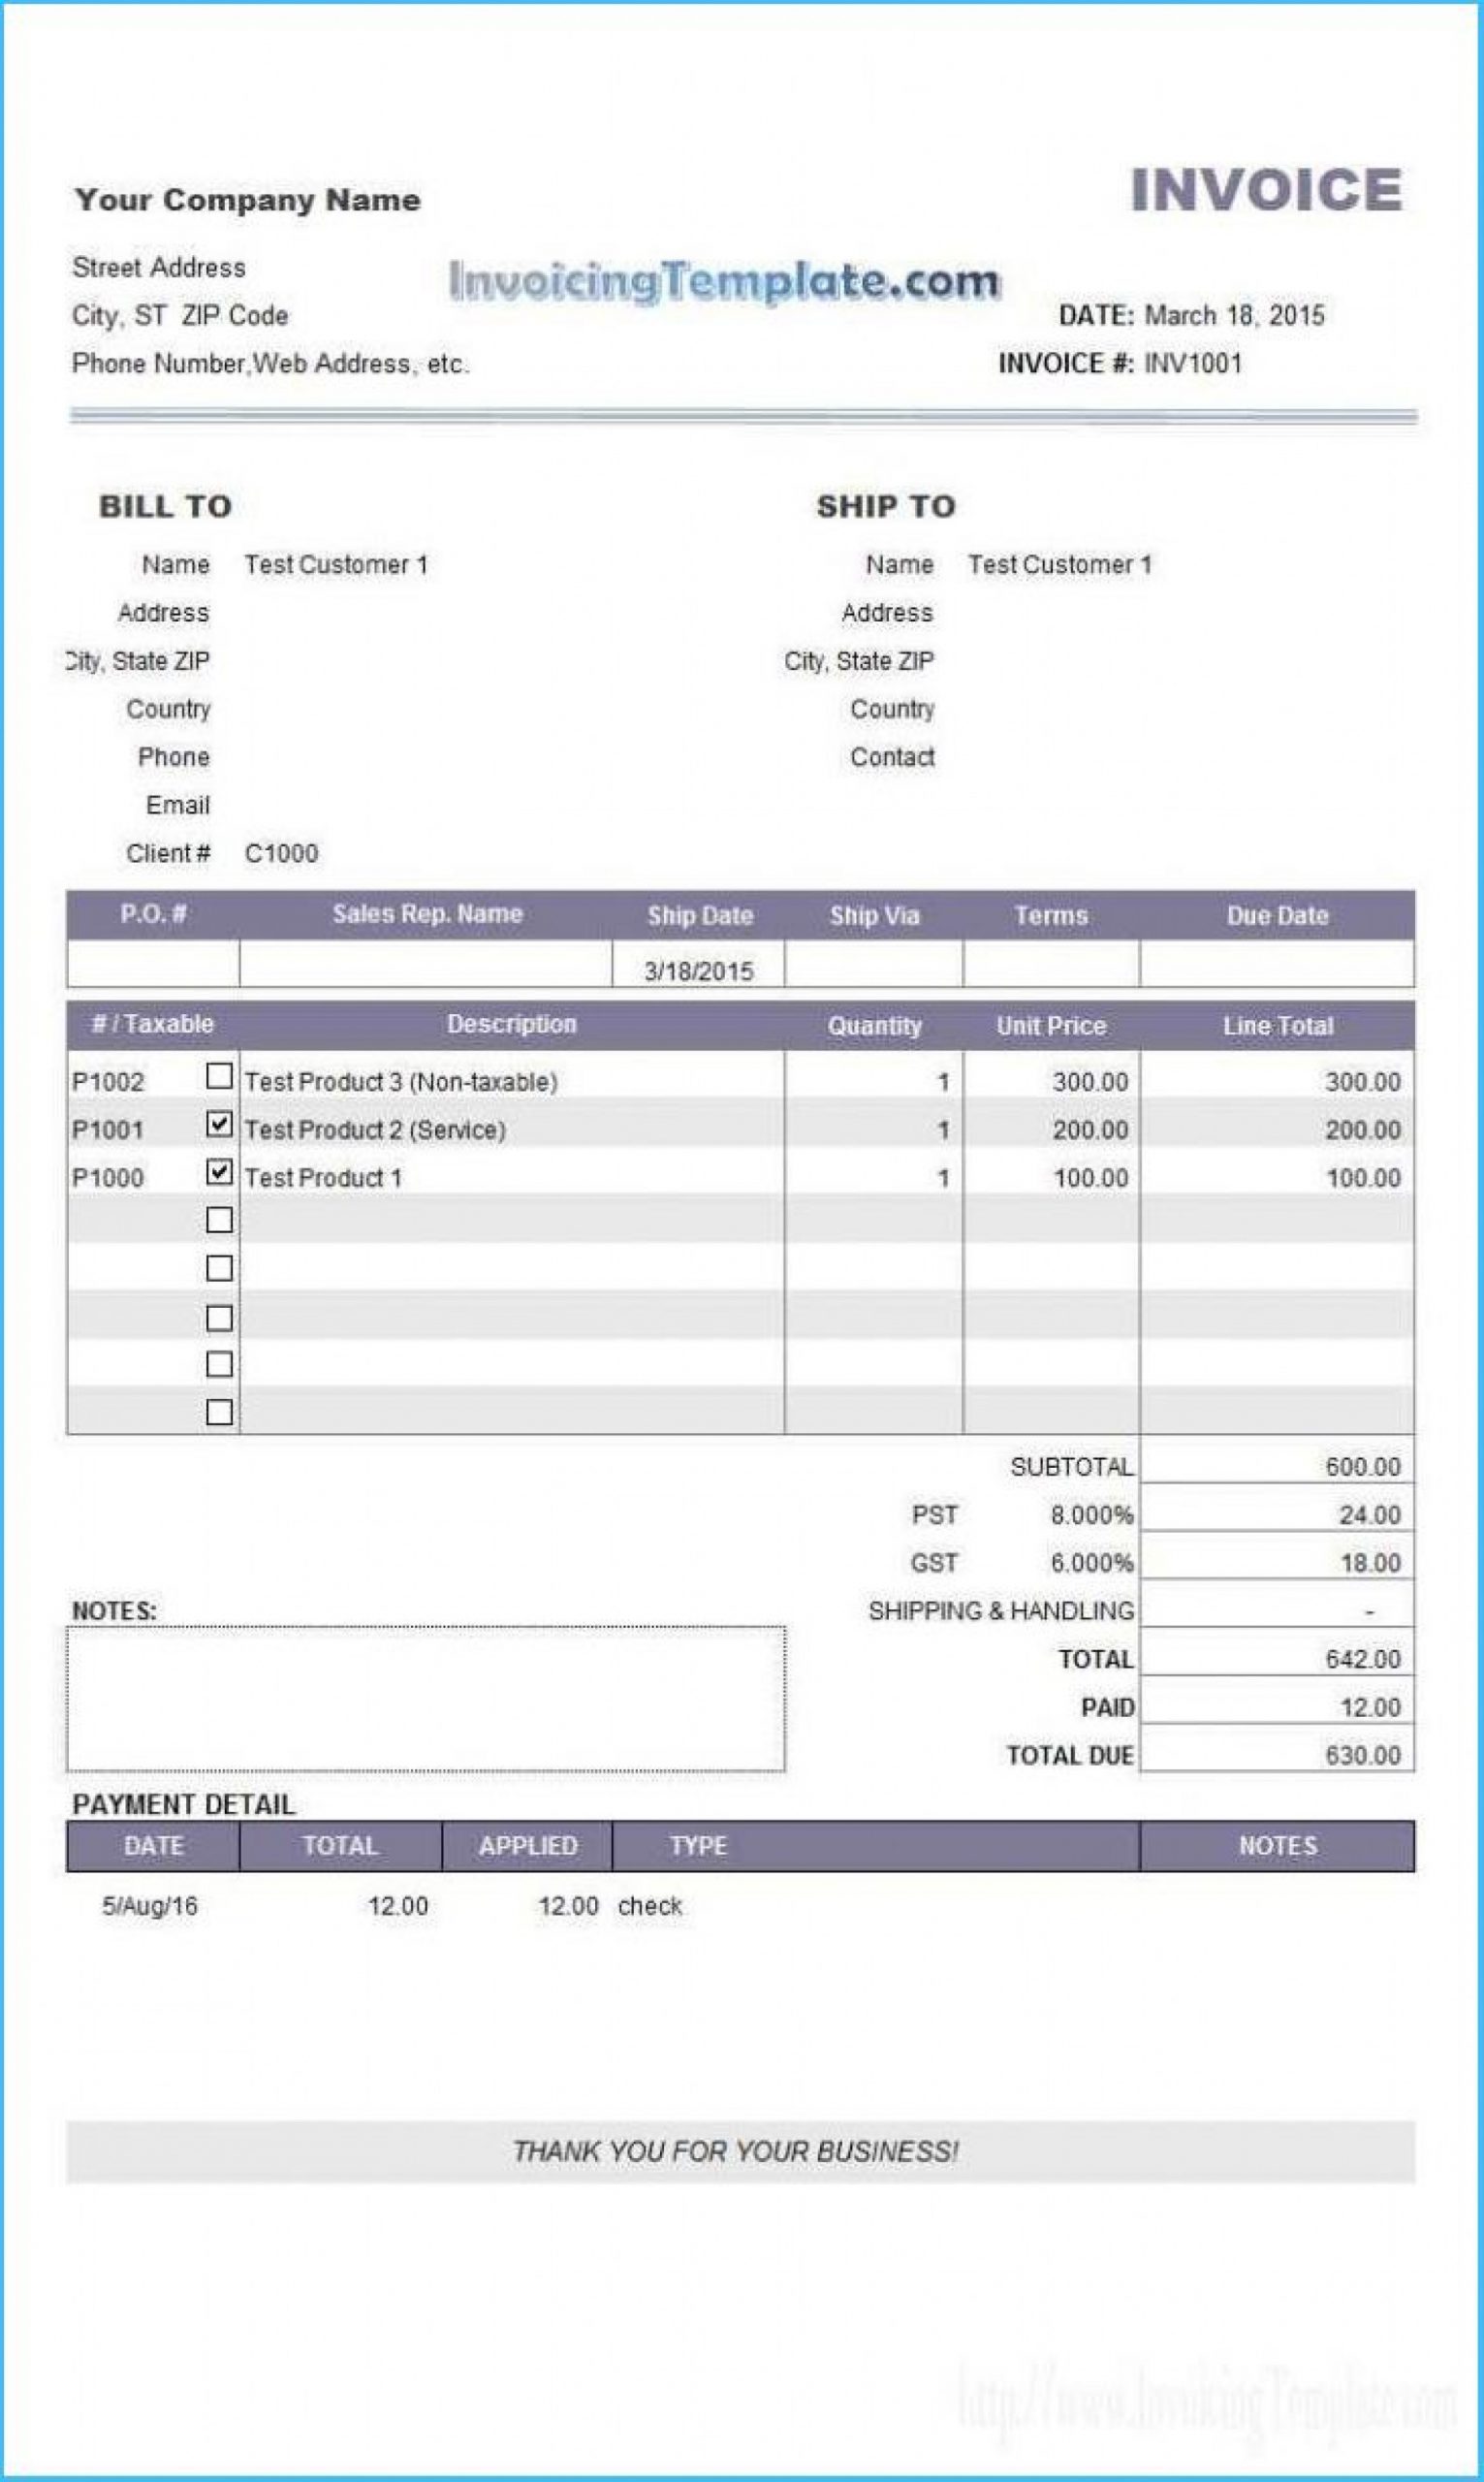 INVOICE
Your Company Name
Street Address
InvoicingTemplate.com
City, ST ZIP Code
DATE: March 18, 2015
Phone Number,Web Address, etc.
INVOICE #: INV1001
BILL TO
SHIP TO
Name Test Customer 1
Name Test Customer 1
Address
Address
City, State ZIP
City, State ZIP
Country
Country
Phone
Contact
Email
Client # C1000
P.O. # Sales Rep. Name Ship Date Ship Via Terms Due Date
3/18/2015
# / Taxable Description Quantity Unit Price Line Total
P1002 Test Product 3 (Non-taxable) 1 300.00 300.00
P1001 Test Product 2 (Service) 1 200.00 200.00
P1000 Test Product 1 1 100.00 100.00
SUBTOTAL 600.00
PST 8.000% 24.00
GST 6.000% 18.00
NOTES:
SHIPPING & HANDLING -
TOTAL 642.00
PAID 12.00
TOTAL DUE 630.00
PAYMENT DETAIL
DATE TOTAL APPLIED TYPE NOTES
5/Aug/16 12.00 12.00 check
THANK YOU FOR YOUR BUSINESS!
http://www.InvoicingTemplate.com